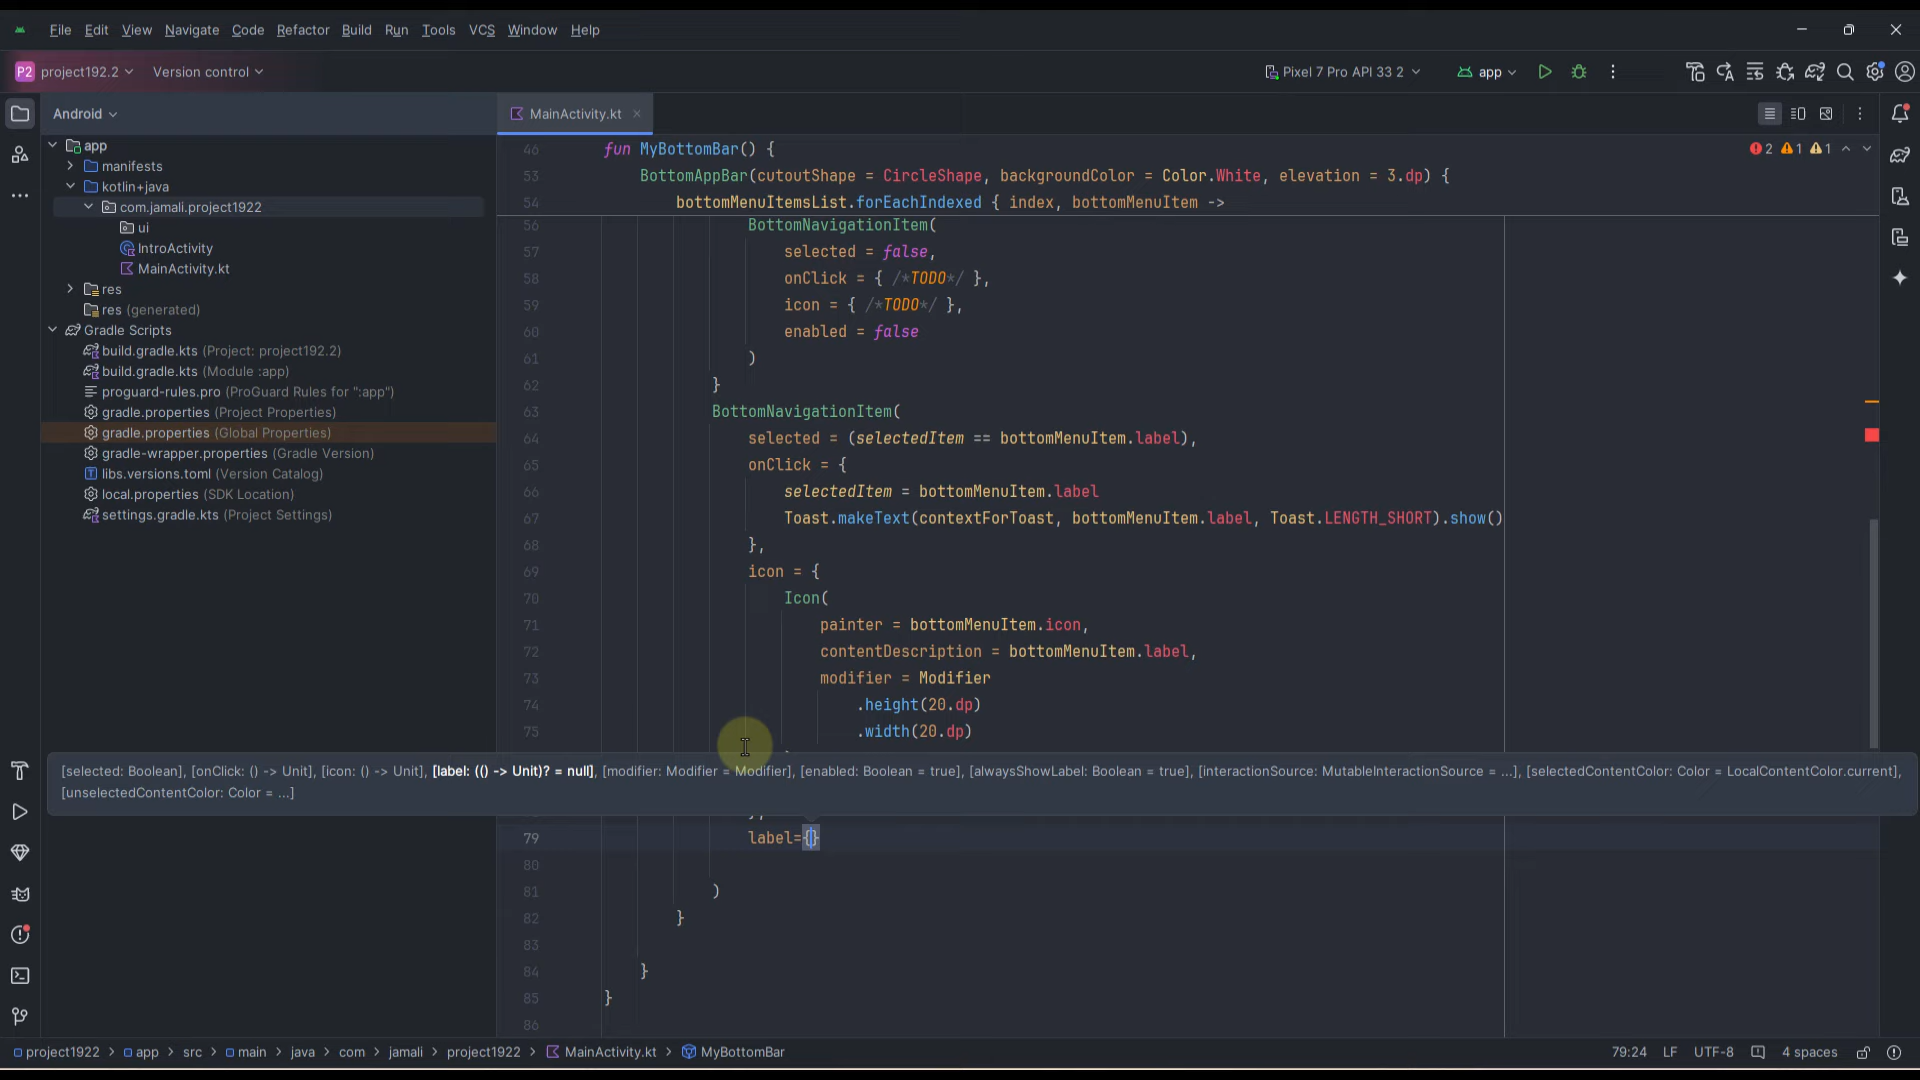 File Edit View Navigate Code Refactor Build Run Tools VCS Window Help
P2 project192.2 Version control Pixel 7 Pro API 33 2 app
Android MainActivity.kt
app
manifests
kotlin+java
com.jamali.project1922
ui
IntroActivity
MainActivity.kt
res
res (generated)
Gradle Scripts
build.gradle.kts (Project: project192.2)
build.gradle.kts (Module :app)
proguard-rules.pro (ProGuard Rules for ":app")
gradle.properties (Project Properties)
gradle.properties (Global Properties)
gradle-wrapper.properties (Gradle Version)
libs.versions.toml (Version Catalog)
local.properties (SDK Location)
settings.gradle.kts (Project Settings)
46 fun MyBottomBar() { 2 1 1
53 BottomAppBar(cutoutShape = CircleShape, backgroundColor = Color.White, elevation = 3.dp) {
54 bottomMenuItemsList.forEachIndexed { index, bottomMenuItem ->
56 BottomNavigationItem(
57 selected = false,
58 onClick = { /*TODO*/ },
59 icon = { /*TODO*/ },
60 enabled = false
61 )
62 }
63 BottomNavigationItem(
64 selected = (selectedItem == bottomMenuItem.label),
65 onClick = {
66 selectedItem = bottomMenuItem.label
67 Toast.makeText(contextForToast, bottomMenuItem.label, Toast.LENGTH_SHORT).show()
68 },
69 icon = {
70 Icon(
71 painter = bottomMenuItem.icon,
72 contentDescription = bottomMenuItem.label,
73 modifier = Modifier
74 .height(20.dp)
75 .width(20.dp)
[selected: Boolean], [onClick: () -> Unit], [icon: () -> Unit], [label: (() -> Unit)? = null], [modifier: Modifier = Modifier], [enabled: Boolean = true], [alwaysShowLabel: Boolean = true], [interactionSource: MutableInteractionSource = ...], [selectedContentColor: Color = LocalContentColor.current],
[unselectedContentColor: Color = ...]
79 label={}
80
81 )
82 }
83
84 }
85 }
86
project1922 > app > src > main > java > com > jamali > project1922 > MainActivity.kt > MyBottomBar 79:24 LF UTF-8 4 spaces